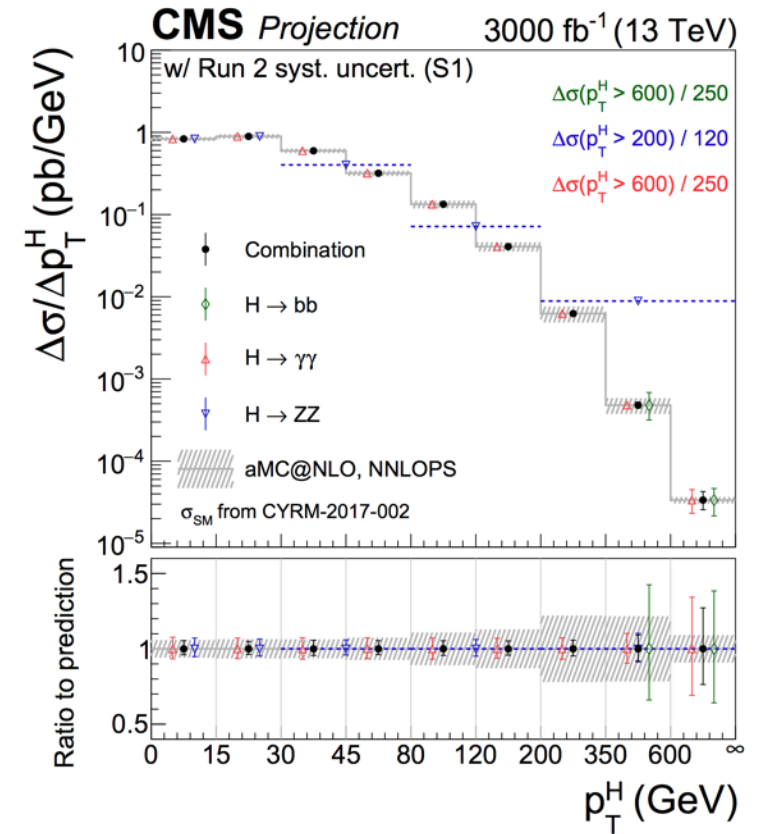 CMS Projection 3000 fb⁻¹ (13 TeV)
w/ Run 2 syst. uncert. (S1)
Δσ(p_T^H > 600) / 250
Δσ(p_T^H > 200) / 120
Δσ(p_T^H > 600) / 250
Δσ/Δp_T^H (pb/GeV)
10
1
10⁻¹
10⁻²
10⁻³
10⁻⁴
10⁻⁵
Combination
H → bb
H → γγ
H → ZZ
aMC@NLO, NNLOPS
σ_SM from CYRM-2017-002
Ratio to prediction
1.5
1
0.5
0 15 30 45 80 120 200 350 600 ∞
p_T^H (GeV)